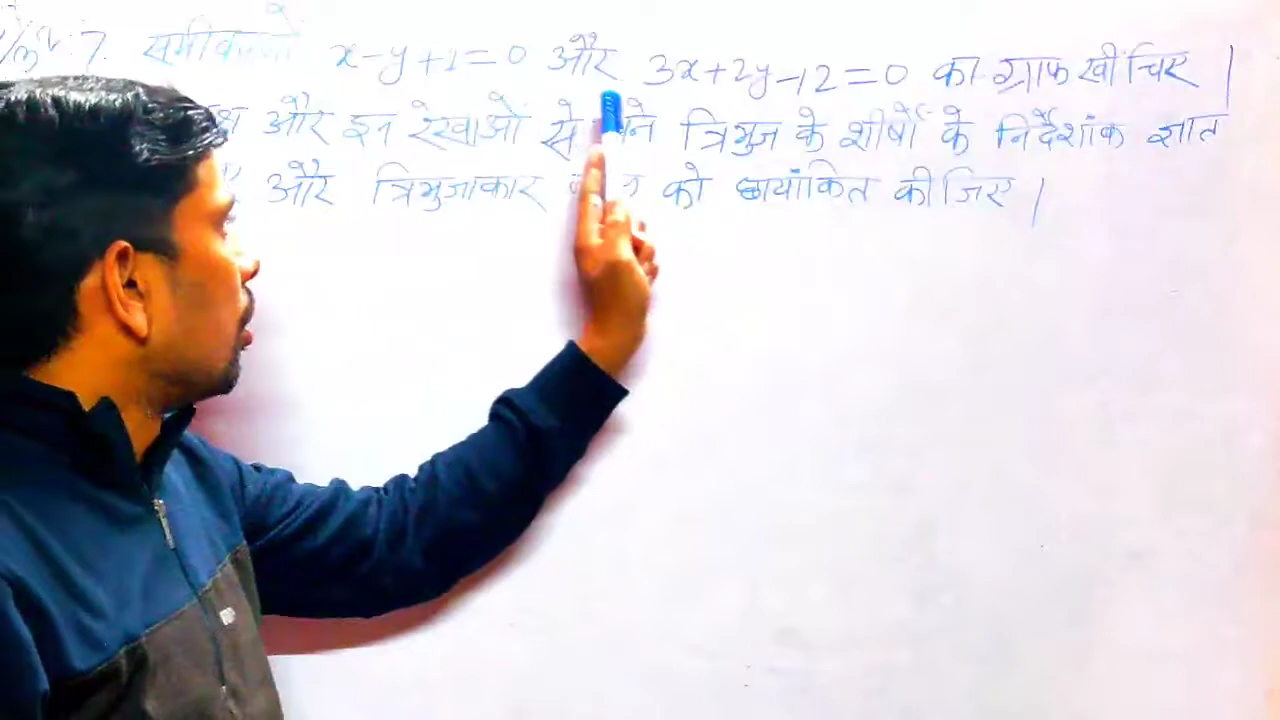 7. समीकरणों x-y+1=0 और 3x+2y-12=0 का ग्राफ खींचिए |
और इन रेखाओं से बने त्रिभुज के शीर्षों के निर्देशांक ज्ञात
और त्रिभुजाकार को छायांकित कीजिए |